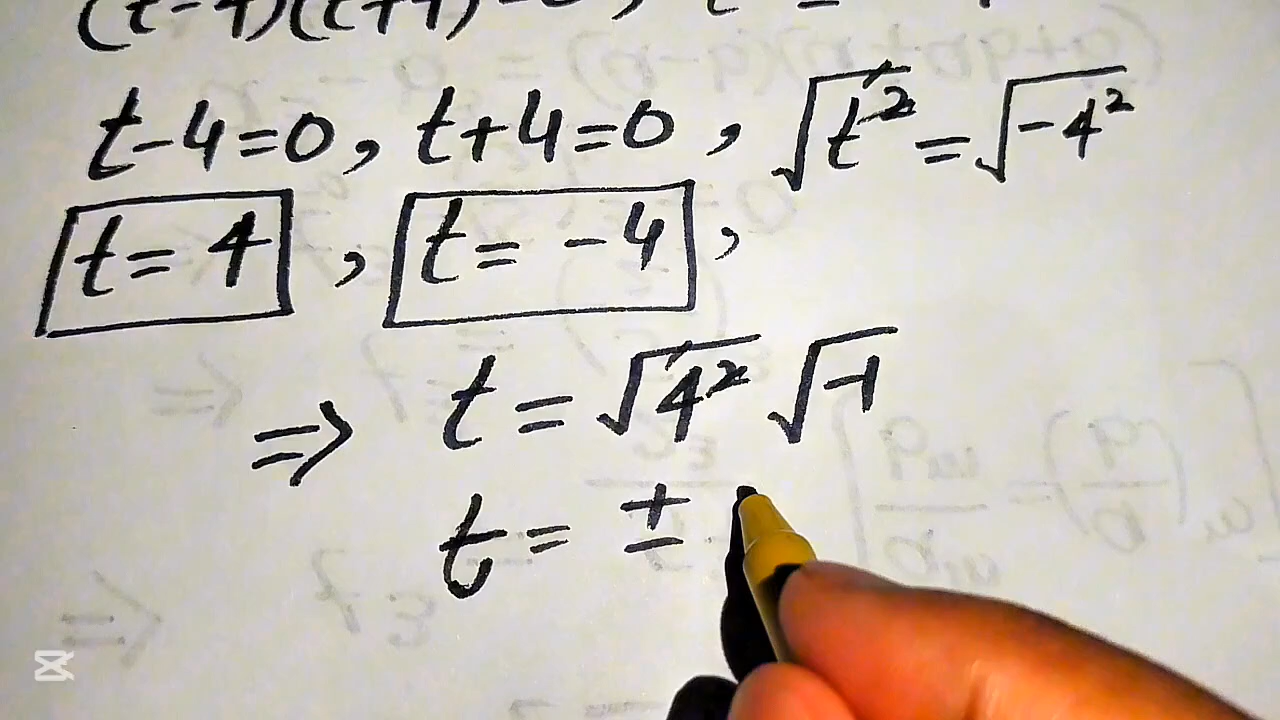 t-4=0, t+4=0, √t² = √-4²
t= 4, t= -4,
⇒ t = √4² √-1
t = ±